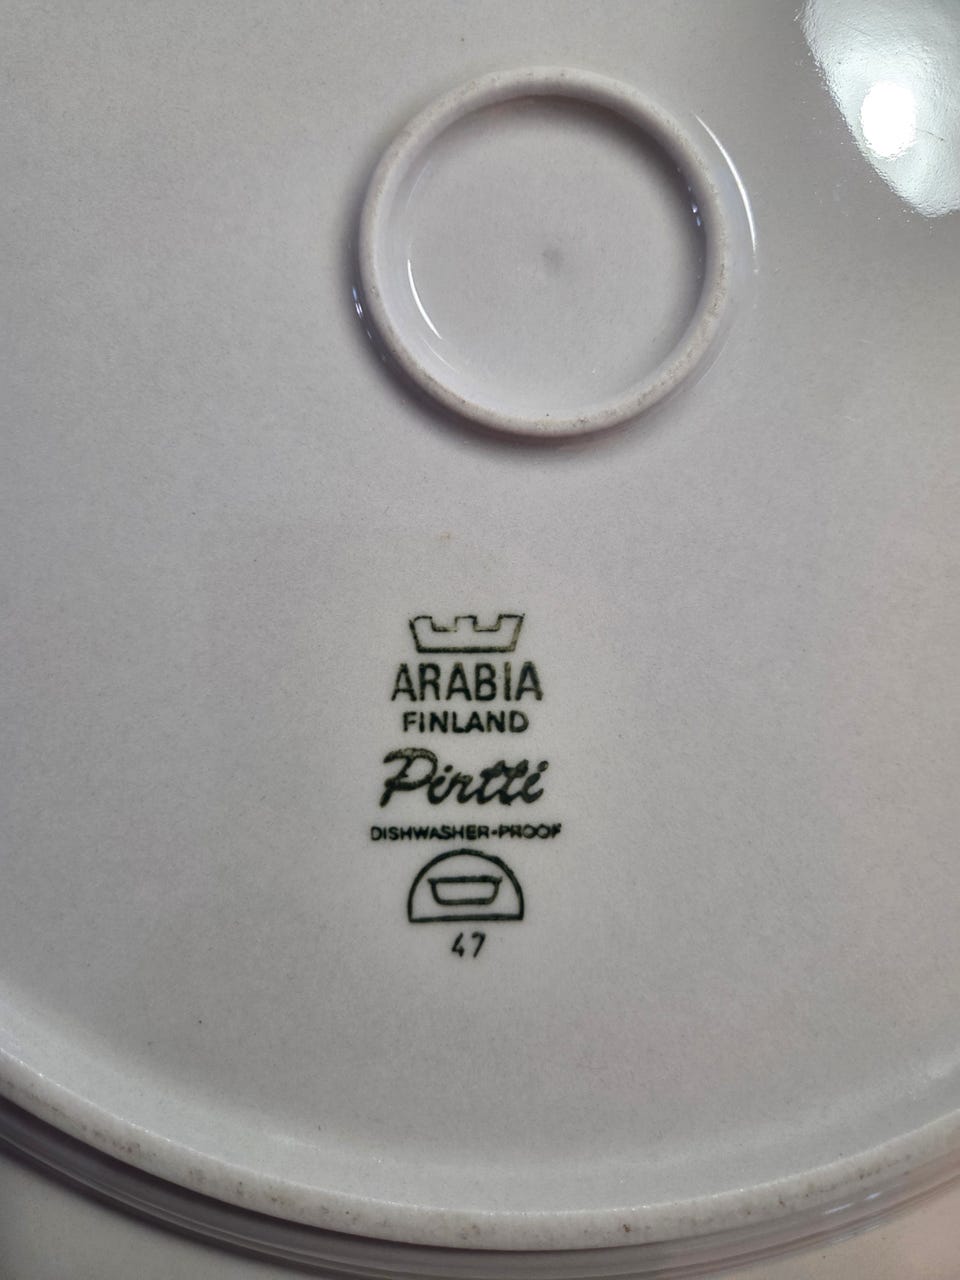 ARABIA
FINLAND
Pirtti
DISHWASHER-PROOF
47